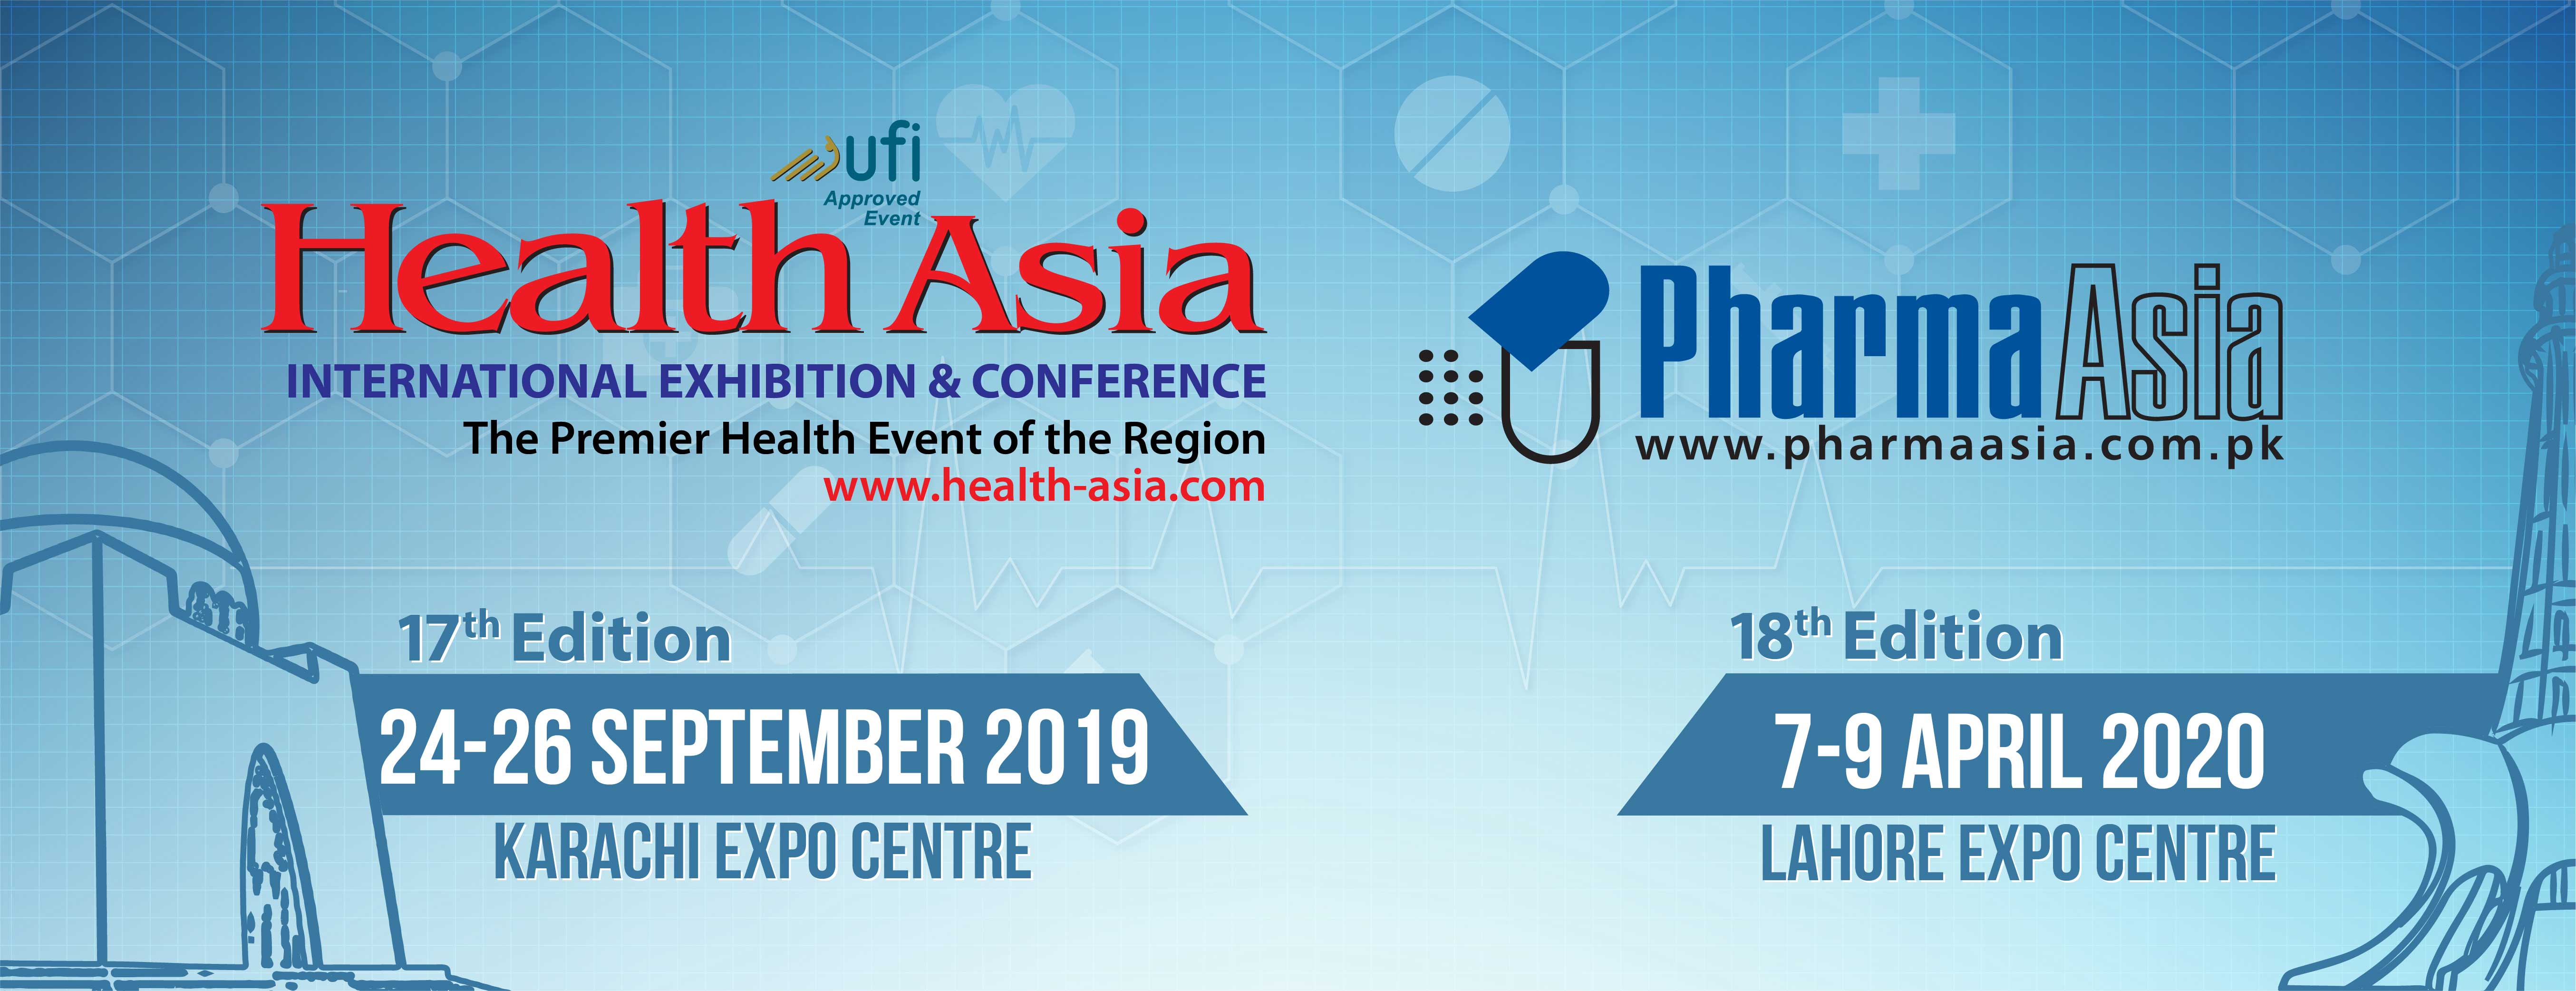 ufi
Approved
Event
Health Asia
INTERNATIONAL EXHIBITION & CONFERENCE
The Premier Health Event of the Region
www.health-asia.com
PharmaAsia
www.pharmaasia.com.pk
17th Edition
24-26 SEPTEMBER 2019
KARACHI EXPO CENTRE
18th Edition
7-9 APRIL 2020
LAHORE EXPO CENTRE